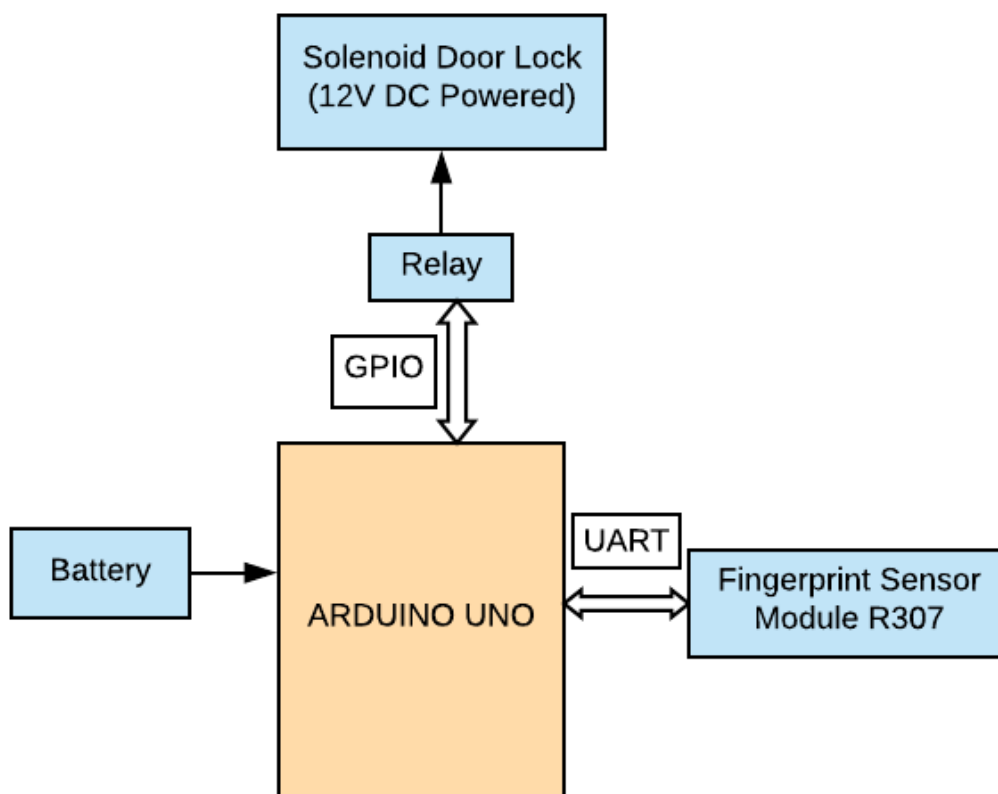 Solenoid Door Lock
(12V DC Powered)
Relay
GPIO
UART
Battery
ARDUINO UNO
Fingerprint Sensor
Module R307